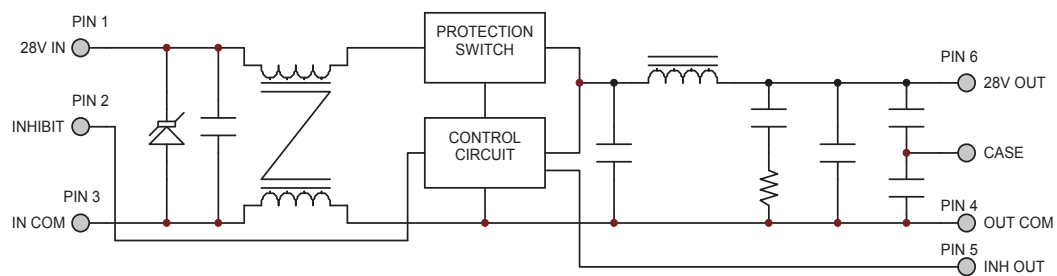 PIN 1
28V IN
PIN 2
INHIBIT
PIN 3
IN COM
PROTECTION
SWITCH
CONTROL
CIRCUIT
PIN 6
28V OUT
CASE
PIN 4
OUT COM
PIN 5
INH OUT